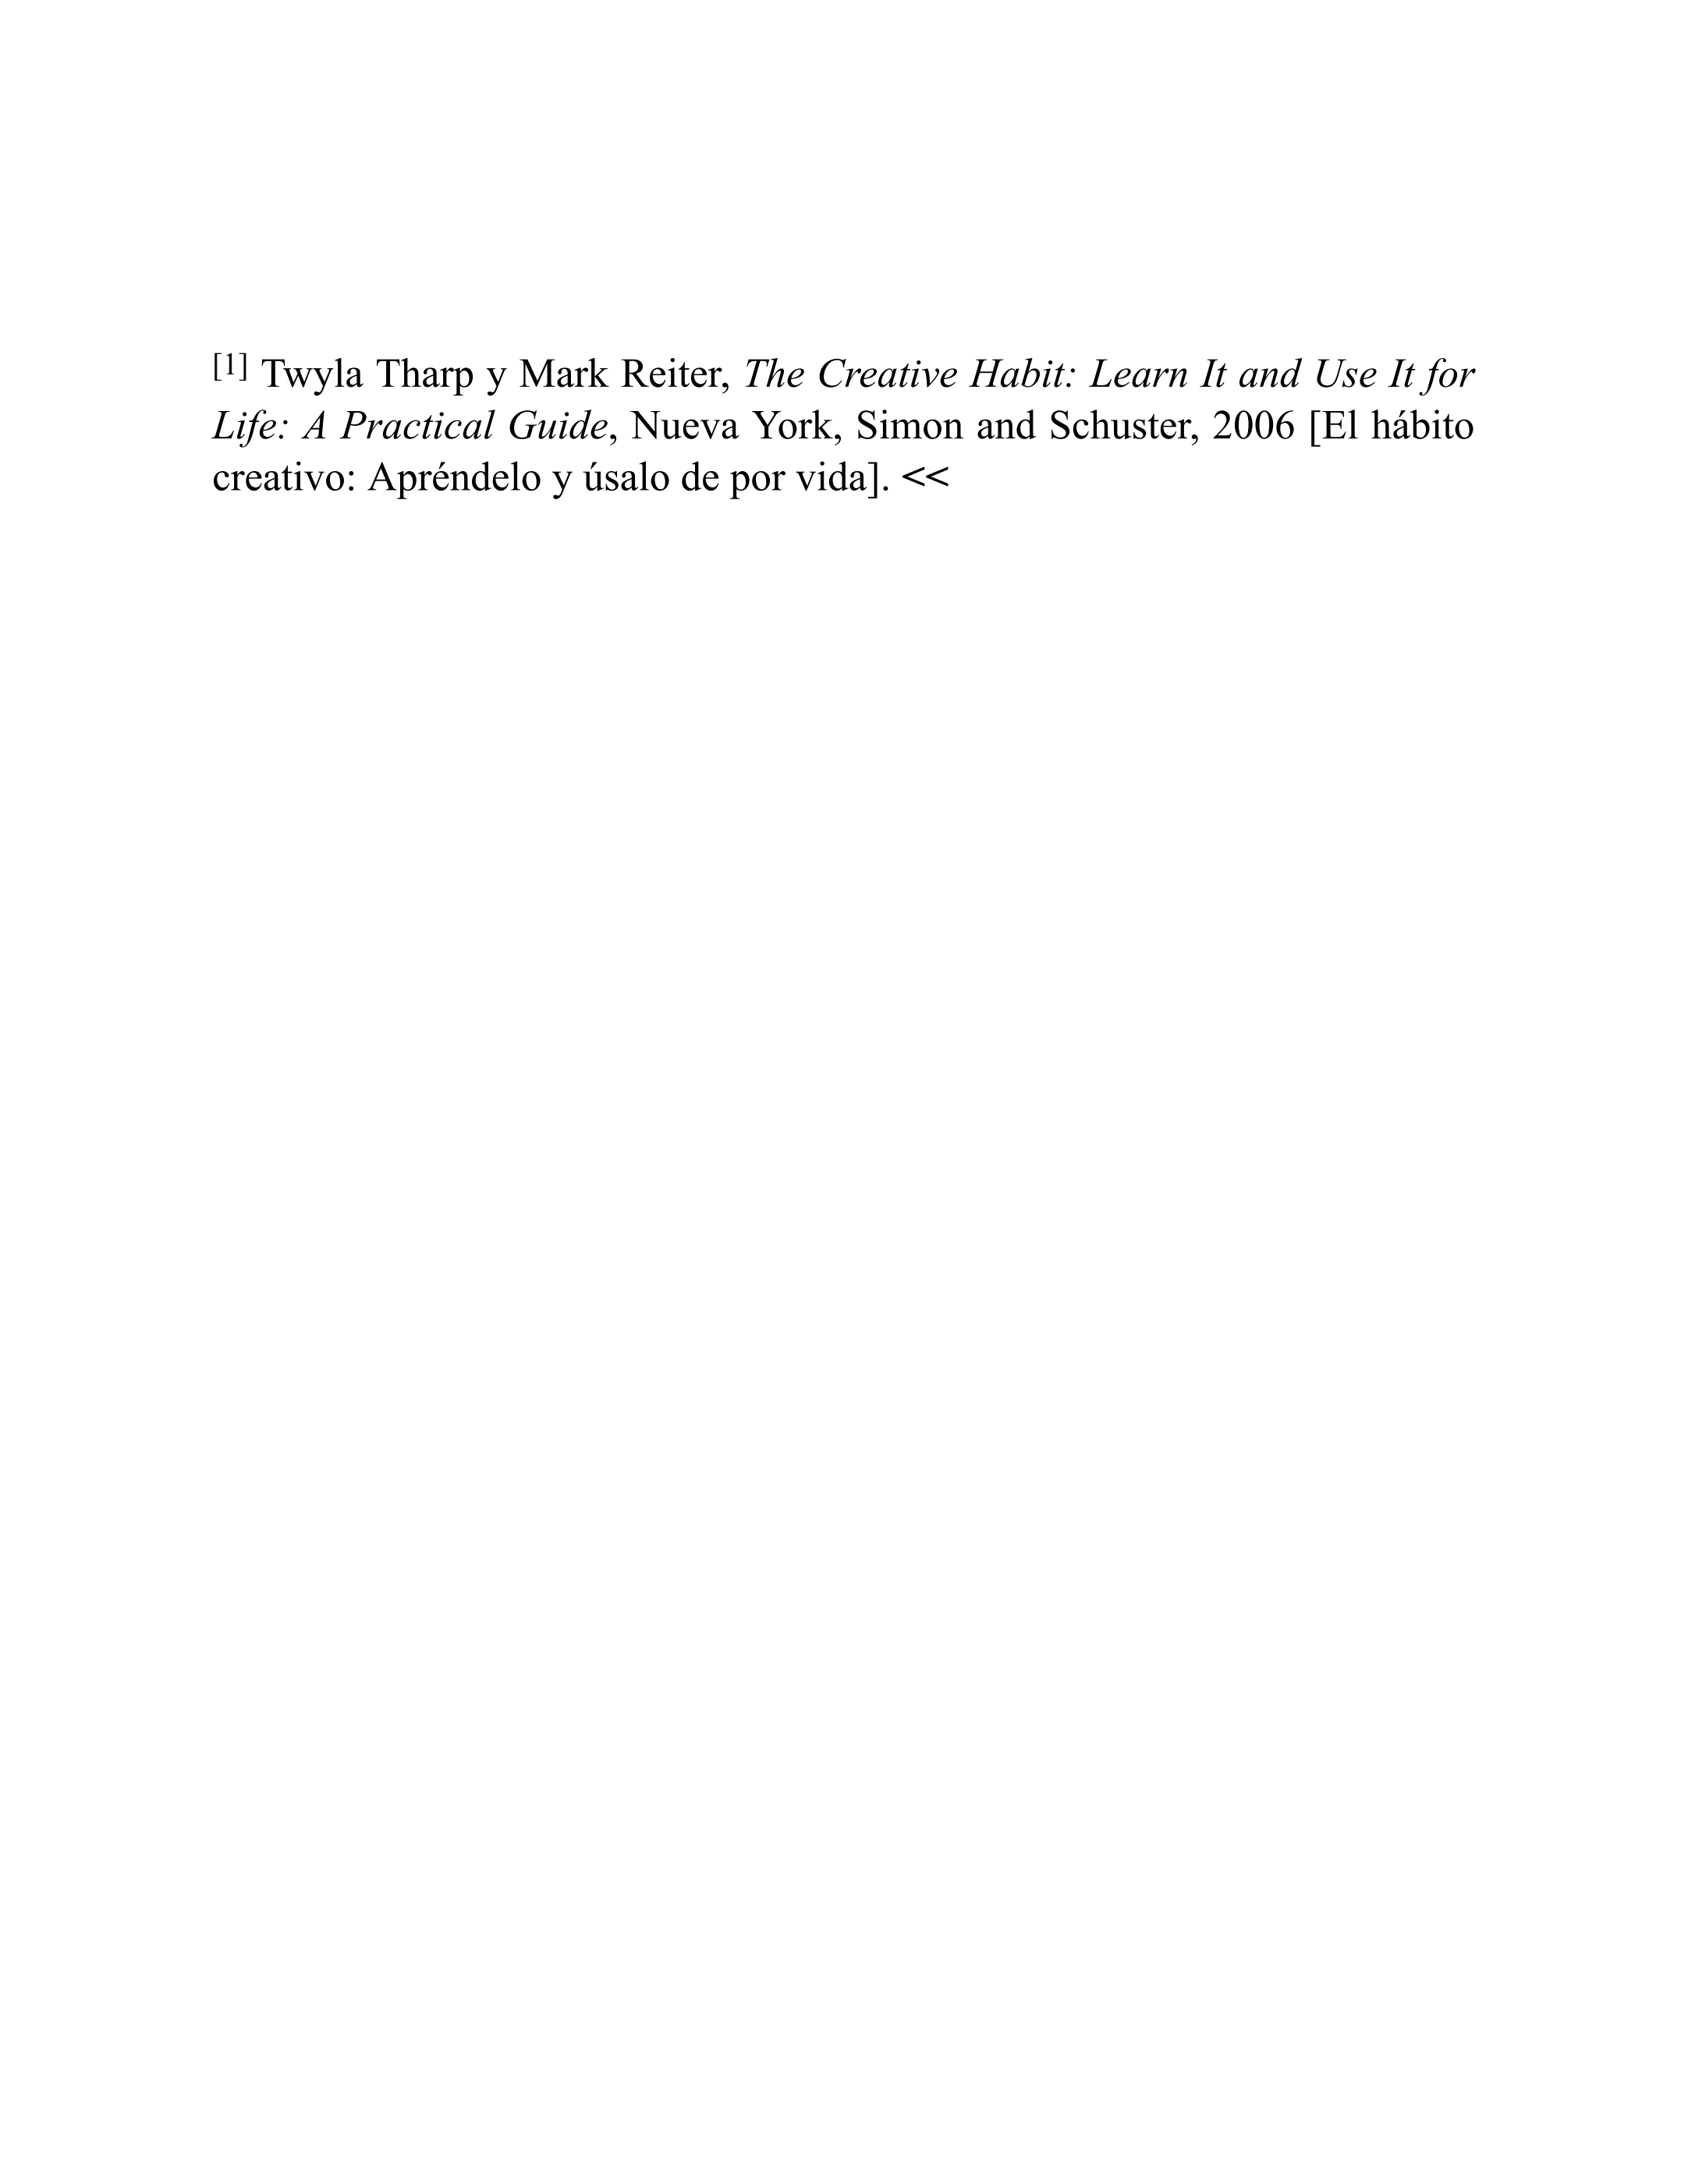 [1] Twyla Tharp y Mark Reiter, The Creative Habit: Learn It and Use It for
Life: A Practical Guide, Nueva York, Simon and Schuster, 2006 [El hábito
creativo: Apréndelo y úsalo de por vida]. <<